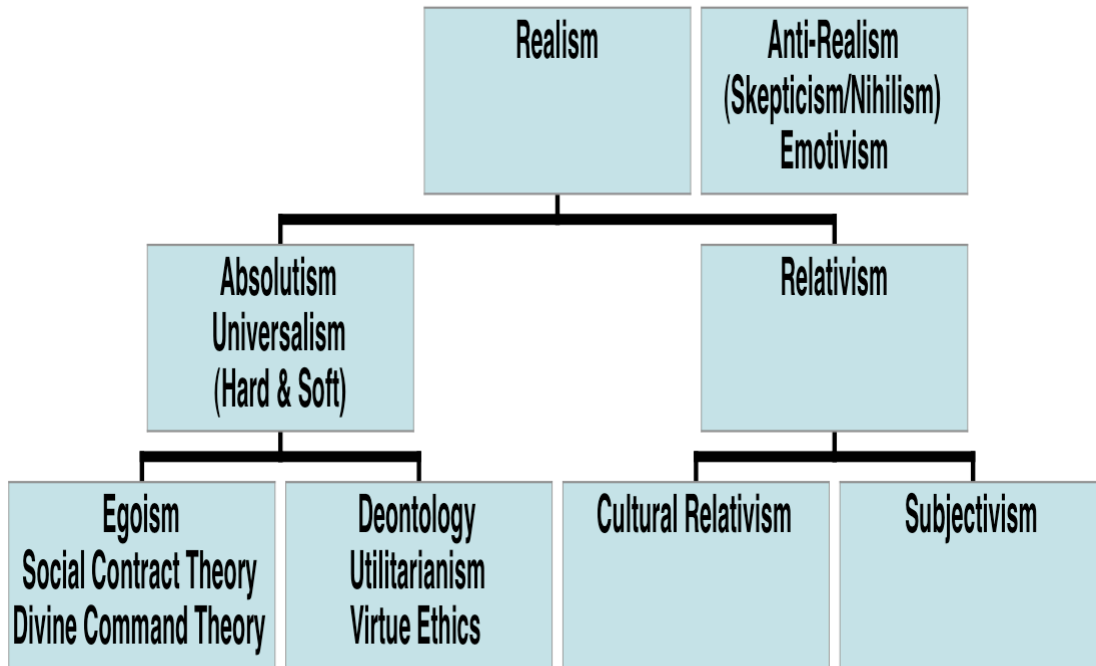 Realism
Anti-Realism
(Skepticism/Nihilism)
Emotivism
Absolutism
Universalism
(Hard & Soft)
Relativism
Egoism
Social Contract Theory
Divine Command Theory
Deontology
Utilitarianism
Virtue Ethics
Cultural Relativism
Subjectivism